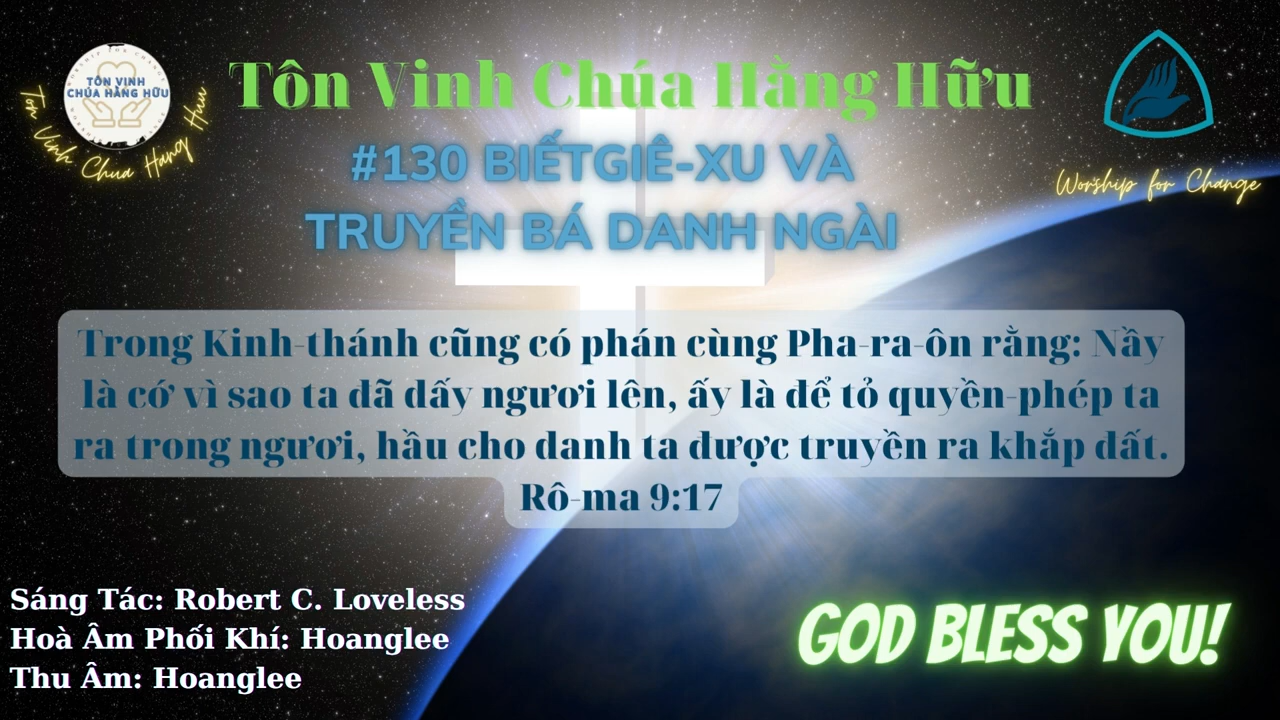 TÔN VINH
CHÚA HẰNG HỮU
Tôn Vinh Chúa Hằng Hữu
Tôn Vinh Chúa Hằng Hữu
#130 BIẾTGIÊ-XU VÀ
TRUYỀN BÁ DANH NGÀI
Worship for Change
Trong Kinh-thánh cũng có phán cùng Pha-ra-ôn rằng: Nầy
là cớ vì sao ta đã dấy ngươi lên, ấy là để tỏ quyền-phép ta
ra trong ngươi, hầu cho danh ta được truyền ra khắp đất.
Rô-ma 9:17
Sáng Tác: Robert C. Loveless
Hoà Âm Phối Khí: Hoanglee
Thu Âm: Hoanglee
GOD BLESS YOU!